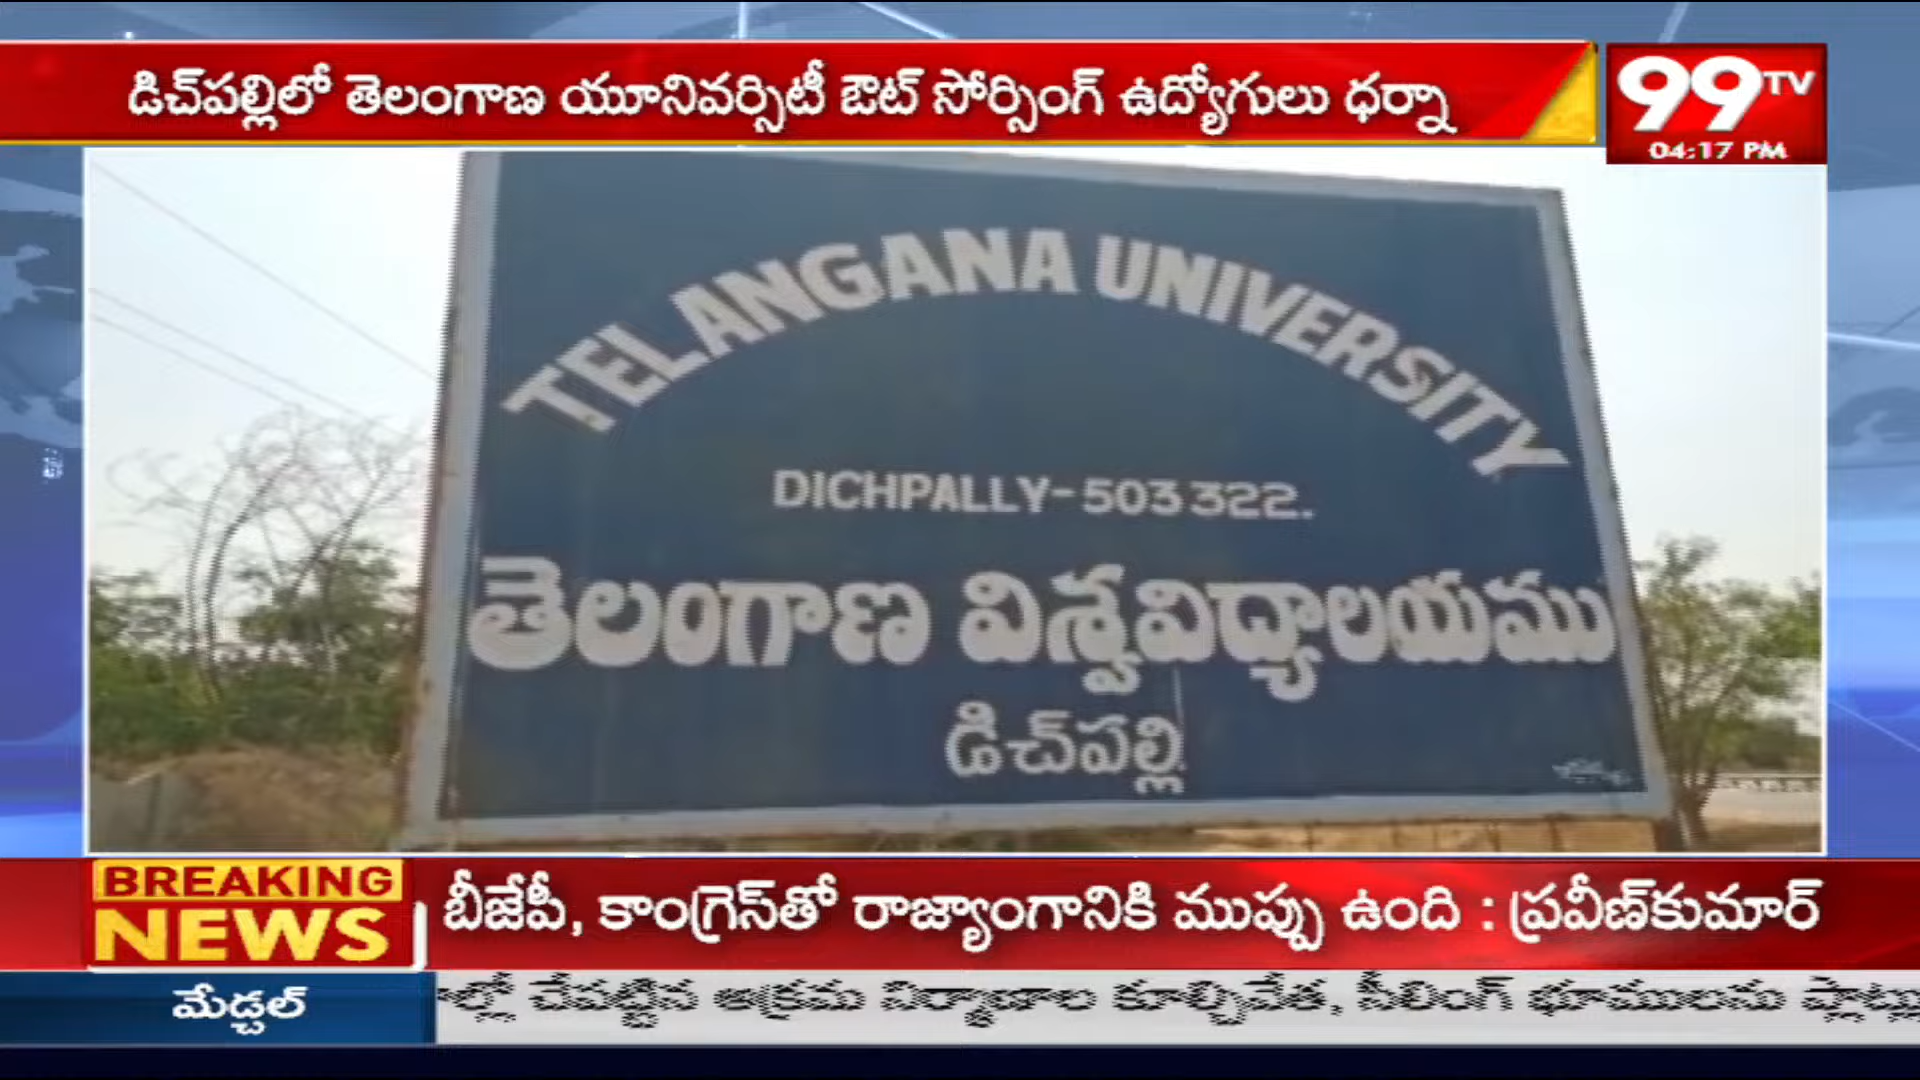 డిచ్‌పల్లిలో తెలంగాణ యూనివర్సిటీ ఔట్ సోర్సింగ్ ఉద్యోగులు ధర్నా
99TV
04:17 PM
TELANGANA UNIVERSITY
DICHPALLY-503322.
తెలంగాణ విశ్వవిద్యాలయము
డిచ్‌పల్లి
BREAKING
NEWS
బీజేపీ, కాంగ్రెస్‌తో రాజ్యాంగానికి ముప్పు ఉంది : ప్రవీణ్‌కుమార్
మేడ్చల్
చేపట్టిన అక్రమ నిర్మాణాల కూల్చివేత, సీలింగ్ భూములను